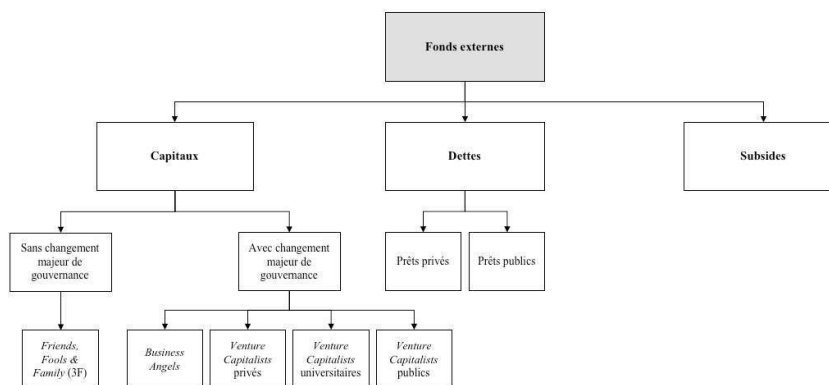 Fonds externes
Capitaux
Dettes
Subsides
Sans changement
majeur de
gouvernance
Avec changement
majeur de
gouvernance
Prêts privés
Prêts publics
Friends,
Fools &
Family (3F)
Business
Angels
Venture
Capitalists
privés
Venture
Capitalists
universitaires
Venture
Capitalists
publics